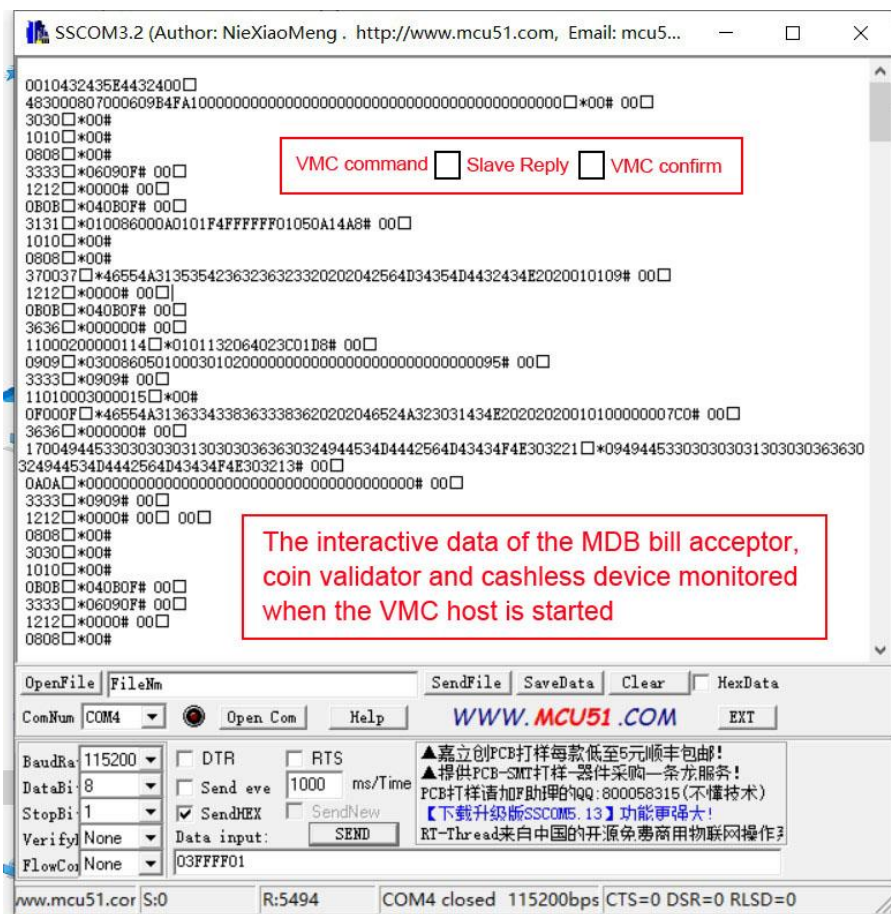 SSCOM3.2 (Author: NieXiaoMeng . http://www.mcu51.com, Email: mcu5...
0010432435E4432400□
483000807000609B4FA10000000000000000000000000000000000000000000□*00# 00□
3030□*00#
1010□*00#
0808□*00#
3333□*06090F# 00□
1212□*0000# 00□
0B0B□*040B0F# 00□
3131□*010086000A0101F4FFFFFF01050A14A8# 00□
1010□*00#
0808□*00#
370037□*46554A3135354236323632332020202042564D34354D4432434E2020010109# 00□
1212□*0000# 00□
0B0B□*040B0F# 00□
3636□*000000# 00□
11000200000114□*0101132064023C01D8# 00□
0909□*0300860501000301020000000000000000000000000095# 00□
3333□*0909# 00□
11010003000015□*00#
0F000F□*46554A31363343383633383620202046524A323031434E20202020010100000007C0# 00□
3636□*000000# 00□
VMC command □ Slave Reply □ VMC confirm
0A0A□*0000000000000000000000000000000000# 00□
3333□*0909# 00□
1212□*0000# 00□ 00□
0808□*00#
3030□*00#
1010□*00#
0B0B□*040B0F# 00□
3333□*06090F# 00□
1212□*0000# 00□
0808□*00#
The interactive data of the MDB bill acceptor,
coin validator and cashless device monitored
when the VMC host is started
OpenFile FileNm SendFile SaveData Clear HexData
ComNum COM4 Open Com Help WWW.MCU51.COM EXT
BaudRa 115200 DTR RTS
DataBi 8 Send eve 1000 ms/Time
StopBi 1 SendHEX SendNew
VerifyI None Data input: SEND
FlowCo None 03FFFF01
▲嘉立创PCB打样每款低至5元顺丰包邮!
▲提供PCB-SMT打样-器件采购一条龙服务!
PCB打样请加F助理的QQ:800058315(不懂技术)
【下载升级版SSCOM5.13】功能更强大!
RT-Thread来自中国的开源免费商用物联网操作
www.mcu51.cor S:0 R:5494 COM4 closed 115200bps CTS=0 DSR=0 RLSD=0